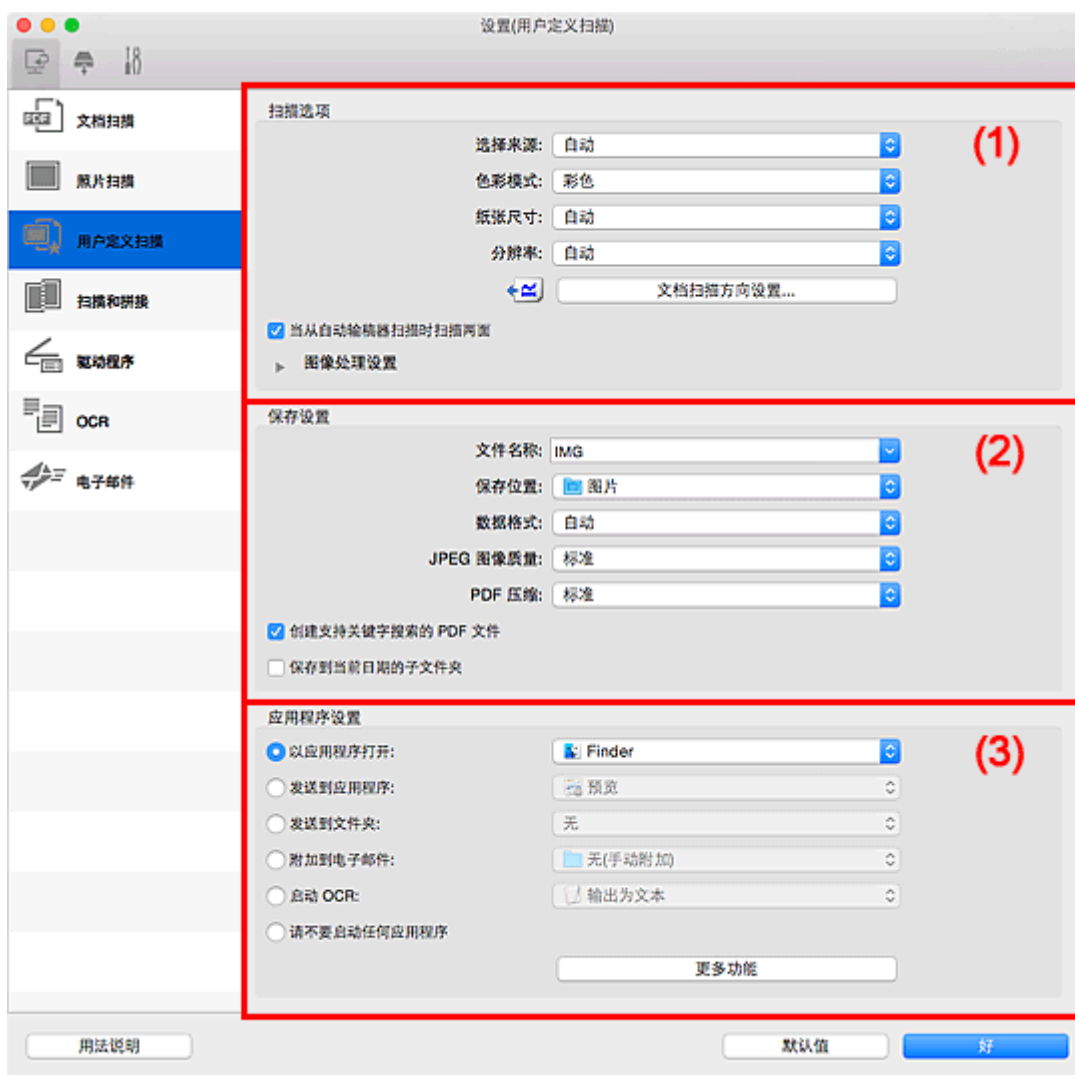 设置(用户定义扫描)
PDF
文档扫描
照片扫描
用户定义扫描
扫描和拼接
驱动程序
OCR
电子邮件
扫描选项
(1)
选择来源: 自动
色彩模式: 彩色
纸张尺寸: 自动
分辨率: 自动
文档扫描方向设置...
当从自动输稿器扫描时扫描两面
图像处理设置
保存设置
(2)
文件名称: IMG
保存位置: 图片
数据格式: 自动
JPEG 图像质量: 标准
PDF 压缩: 标准
创建支持关键字搜索的 PDF 文件
保存到当前日期的子文件夹
应用程序设置
(3)
以应用程序打开: Finder
发送到应用程序: 预览
发送到文件夹: 无
附加到电子邮件: 无(手动附加)
启动 OCR: 输出为文本
请不要启动任何应用程序
更多功能
用法说明 默认值 好